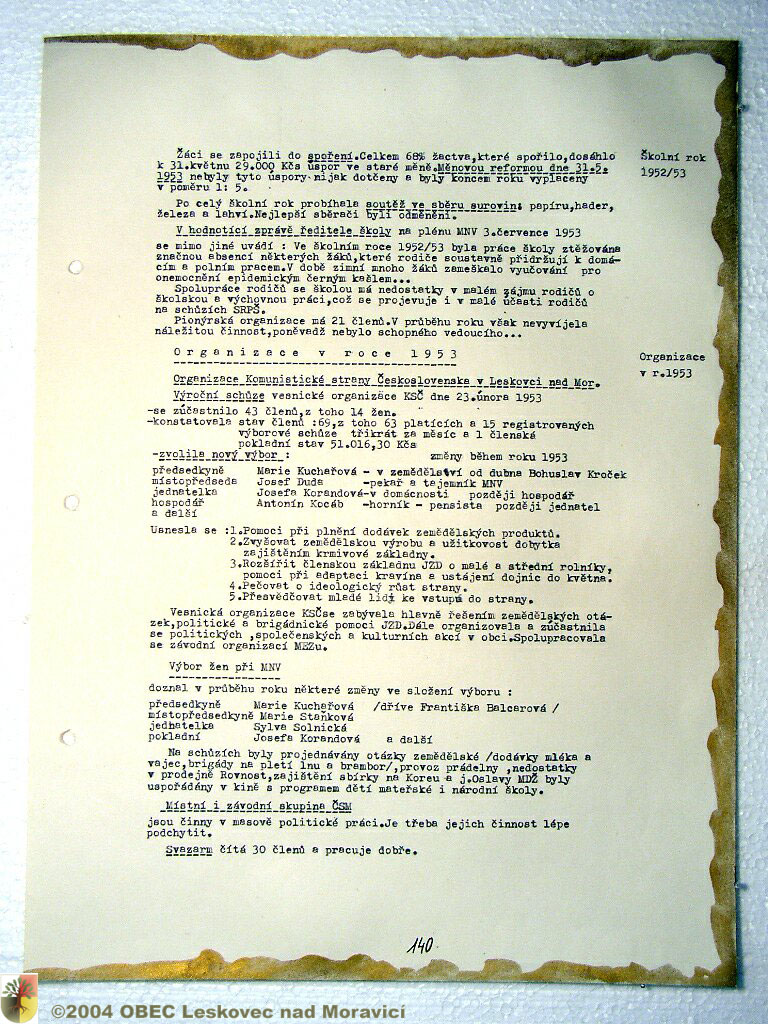 Žáci se zapojili do spoření.Celkem 68% žactva,které spořilo,dosáhlo
k 31.květnu 29.000 Kčs úspor ve staré měně.Měnovou reformou dne 31.5.
1953 nebyly tyto úspory nijak dotčeny a byly koncem roku vyplaceny
v poměru 1: 5.
Školní rok
1952/53
Po celý školní rok probíhala soutěž ve sběru surovin: papíru,hader,
železa a lahví.Nejlepší sběrači byli odměněni.
V hodnotící zprávě ředitele školy na plénu MNV 3.července 1953
se mimo jiné uvádí : Ve školním roce 1952/53 byla práce školy ztěžována
značnou absencí některých žáků,které rodiče soustavně přidržují k domá-
cím a polním pracem.V době zimní mnoho žáků zameškalo vyučování pro
onemocnění epidemickým černým kašlem...
Spolupráce rodičů se školou má nedostatky v malém zájmu rodičů o
školskou a výchovnou práci,což se projevuje i v malé účasti rodičů
na schůzích SRPŠ.
Pionýrská organizace má 21 členů.V průběhu roku však nevyvíjela
náležitou činnost,poněvadž nebylo schopného vedoucího...
Organizace v roce 1953
Organizace
v r.1953
Organizace Komunistické strany Československa v Leskovci nad Mor.
Výroční schůze vesnické organizace KSČ dne 23.února 1953
-se zúčastnilo 43 členů,z toho 14 žen.
-konstatovala stav členů :69,z toho 63 platících a 15 registrovaných
výborové schůze třikrát za měsíc a 1 členská
pokladní stav 51.016,30 Kčs
-zvolila nový výbor : změny během roku 1953
předsedkyně Marie Kuchařová - v zemědělství od dubna Bohuslav Kroček
místopředseda Josef Duda -pekař a tajemník MNV
jednatelka Josefa Korandová-v domácnosti později hospodář
hospodář Antonín Kocáb -horník - pensista později jednatel
a další
Usnesla se :1.Pomoci při plnění dodávek zemědělských produktů.
2.Zvyšovat zemědělskou výrobu a užitkovost dobytka
zajištěním krmivové základny.
3.Rozšířit členskou základnu JZD o malé a střední rolníky,
pomoci při adaptaci kravína a ustájení dojnic do května.
4.Pečovat o ideologický růst strany.
5.Přesvědčovat mladé lidi ke vstupu do strany.
Vesnická organizace KSČse zabývala hlavně řešením zemědělských otá-
zek,politické a brigádnické pomoci JZD.Dále organizovala a zúčastnila
se politických ,společenských a kulturních akcí v obci.Spolupracovala
se závodní organizací MEZu.
Výbor žen při MNV
doznal v průběhu roku některé změny ve složení výboru :
předsedkyně Marie Kuchařová /dříve Františka Balcarová /
místopředsedkyně Marie Staňková
jednatelka Sylva Solnická
pokladní Josefa Korandová a další
Na schůzích byly projednávány otázky zemědělské /dodávky mléka a
vajec,brigády na pletí lnu a brambor/,provoz prádelny ,nedostatky
v prodejně Rovnost,zajištění sbírky na Koreu a j.Oslavy MDŽ byly
uspořádány v kině s programem dětí mateřské i národní školy.
Místní i závodní skupina ČSM
jsou činny v masově politické práci.Je třeba jejich činnost lépe
podchytit.
Svazarm čítá 30 členů a pracuje dobře.
140
©2004 OBEC Leskovec nad Moravicí